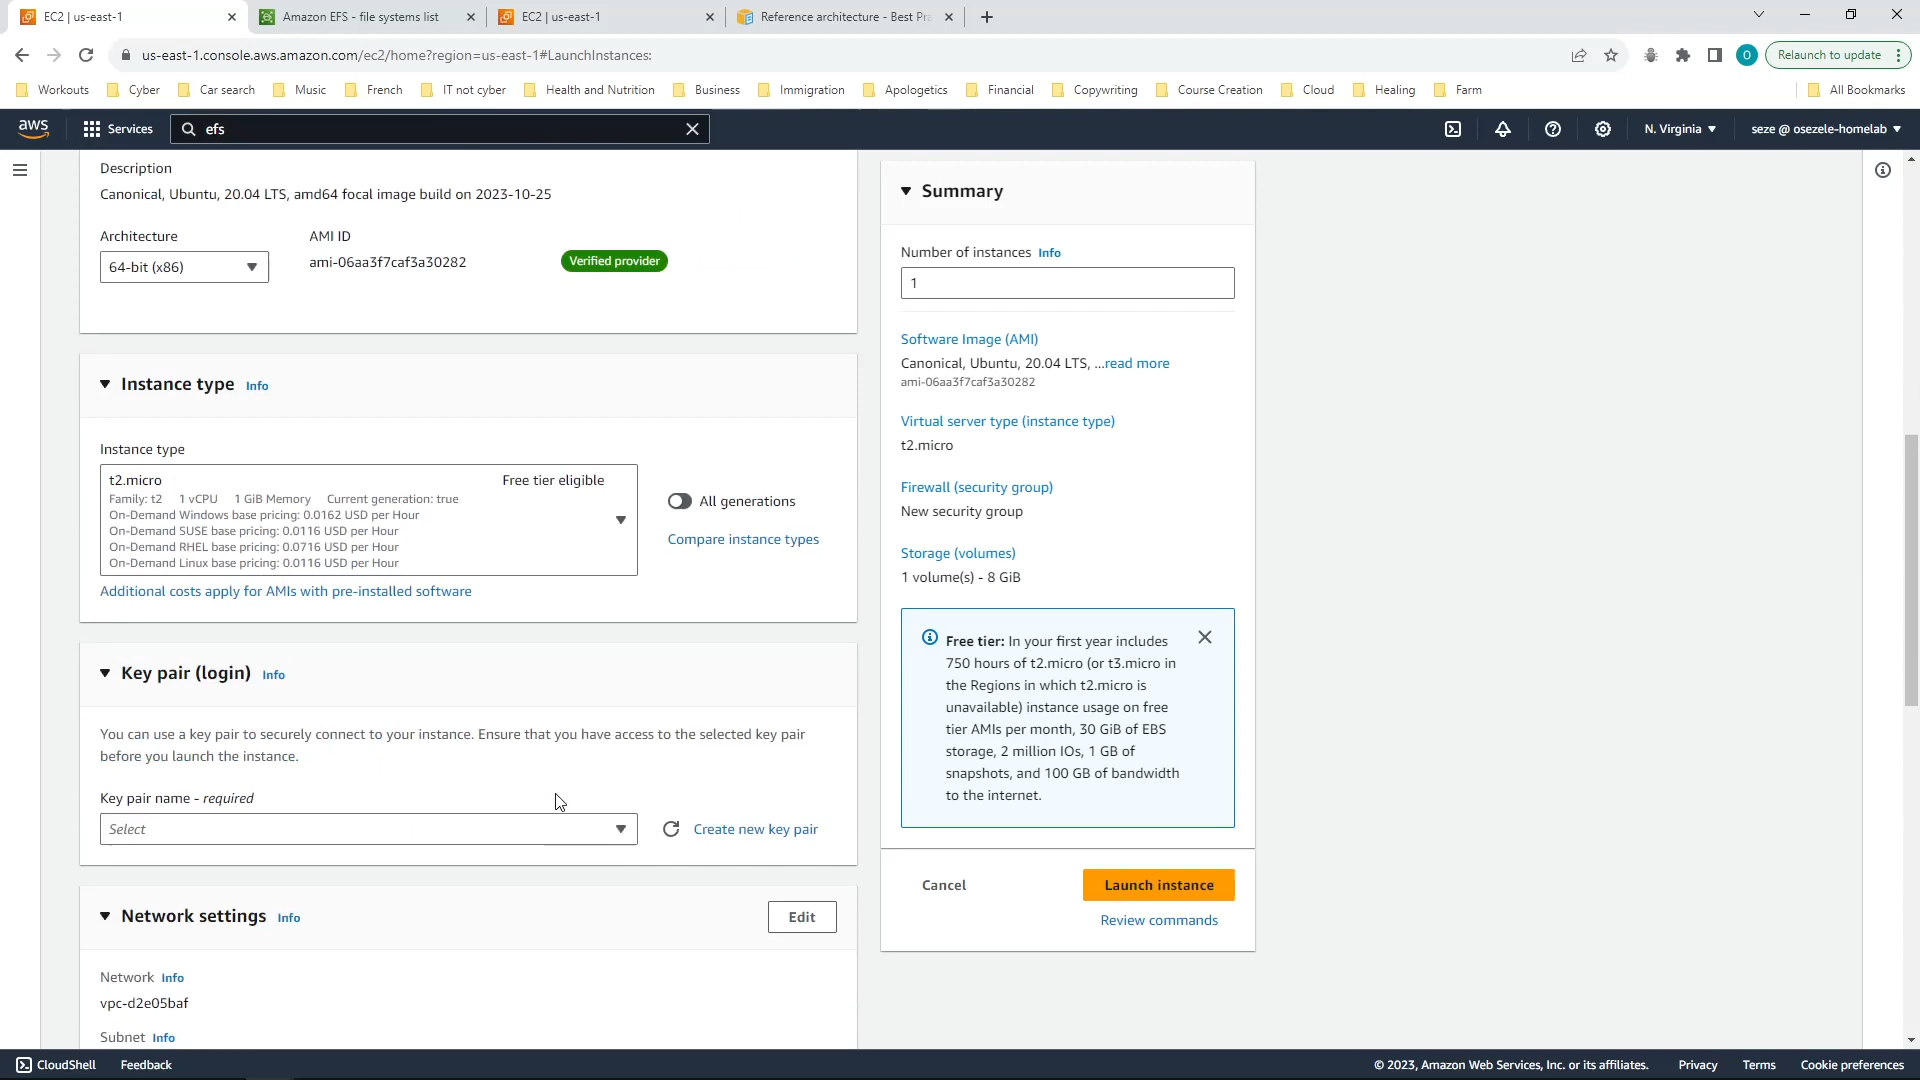 EC2 | us-east-1
Amazon EFS - file systems list
EC2 | us-east-1
Reference architecture - Best Pra
us-east-1.console.aws.amazon.com/ec2/home?region=us-east-1#LaunchInstances:
O
Relaunch to update
Workouts
Cyber
Car search
Music
French
IT not cyber
Health and Nutrition
Business
Immigration
Apologetics
Financial
Copywriting
Course Creation
Cloud
Healing
Farm
All Bookmarks
aws
Services
efs
N. Virginia
seze @ osezele-homelab
Description
Canonical, Ubuntu, 20.04 LTS, amd64 focal image build on 2023-10-25
Architecture
AMI ID
64-bit (x86)
ami-06aa3f7caf3a30282
Verified provider
Instance type Info
Instance type
t2.micro
Free tier eligible
Family: t2 1 vCPU 1 GiB Memory Current generation: true
On-Demand Windows base pricing: 0.0162 USD per Hour
On-Demand SUSE base pricing: 0.0116 USD per Hour
On-Demand RHEL base pricing: 0.0716 USD per Hour
On-Demand Linux base pricing: 0.0116 USD per Hour
All generations
Compare instance types
Additional costs apply for AMIs with pre-installed software
Key pair (login) Info
You can use a key pair to securely connect to your instance. Ensure that you have access to the selected key pair
before you launch the instance.
Key pair name - required
Select
Create new key pair
Network settings Info
Edit
Network Info
vpc-d2e05baf
Subnet Info
Summary
Number of instances Info
1
Software Image (AMI)
Canonical, Ubuntu, 20.04 LTS, ...read more
ami-06aa3f7caf3a30282
Virtual server type (instance type)
t2.micro
Firewall (security group)
New security group
Storage (volumes)
1 volume(s) - 8 GiB
Free tier: In your first year includes
750 hours of t2.micro (or t3.micro in
the Regions in which t2.micro is
unavailable) instance usage on free
tier AMIs per month, 30 GiB of EBS
storage, 2 million IOs, 1 GB of
snapshots, and 100 GB of bandwidth
to the internet.
Cancel
Launch instance
Review commands
CloudShell
Feedback
© 2023, Amazon Web Services, Inc. or its affiliates.
Privacy
Terms
Cookie preferences